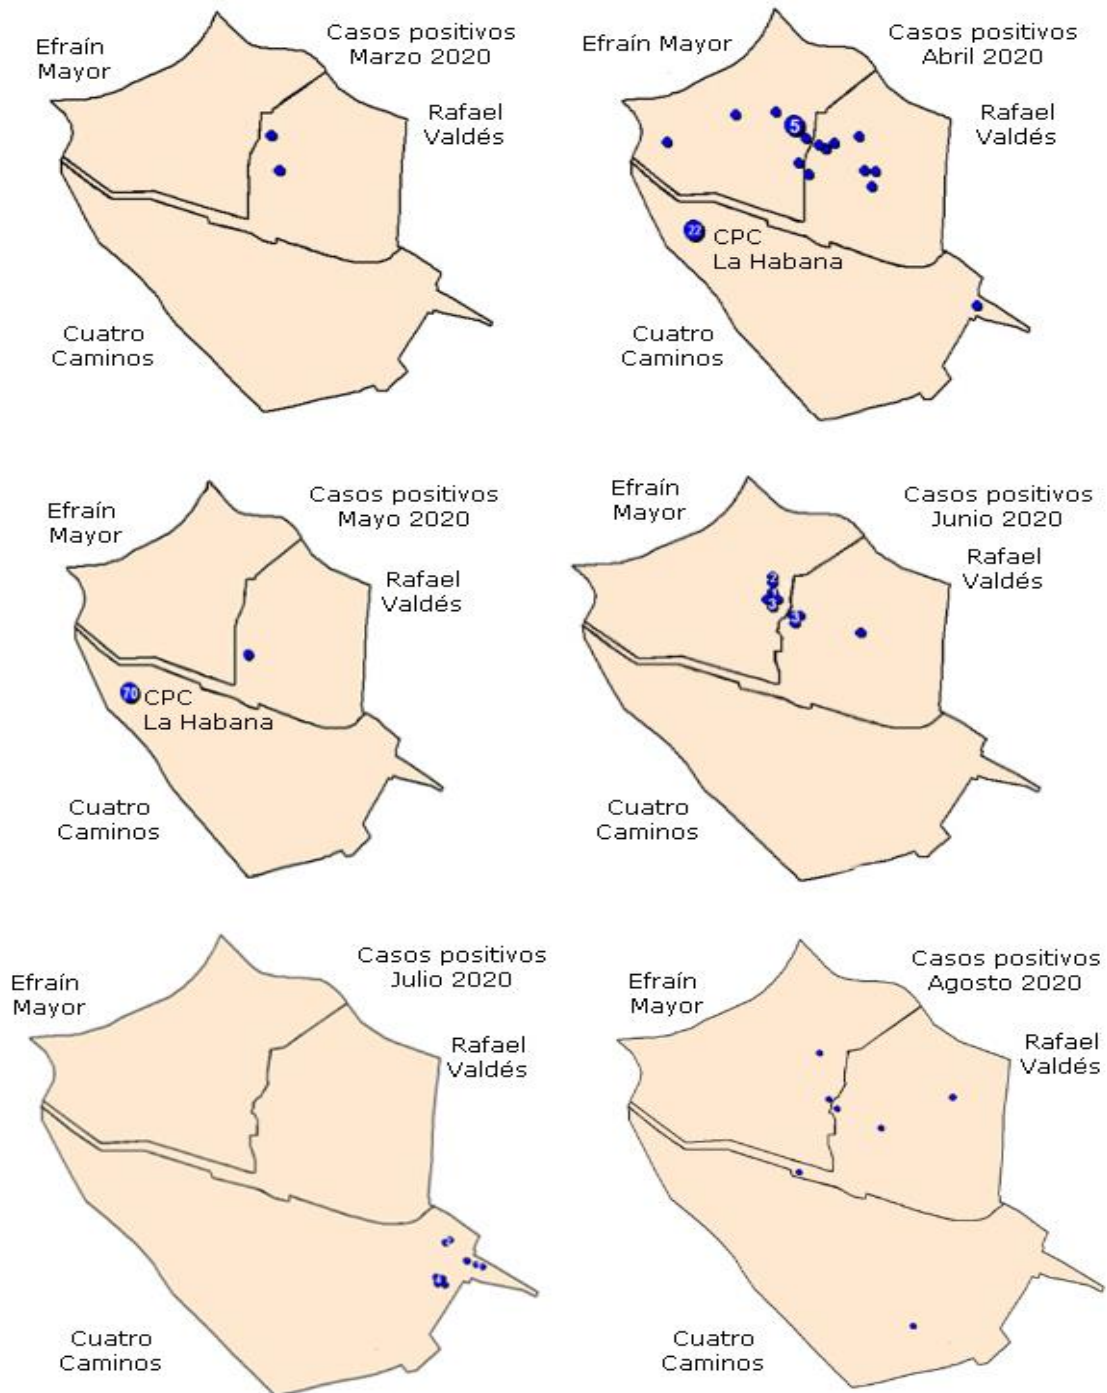 Efraín
Mayor
Casos positivos
Marzo 2020
Rafael
Valdés
Cuatro
Caminos
Efraín Mayor
Casos positivos
Abril 2020
Rafael
Valdés
5
22
CPC
La Habana
Cuatro
Caminos
Efraín
Mayor
Casos positivos
Mayo 2020
Rafael
Valdés
70
CPC
La Habana
Cuatro
Caminos
Efraín
Mayor
Casos positivos
Junio 2020
Rafael
Valdés
2
3
3
Cuatro
Caminos
Efraín
Mayor
Casos positivos
Julio 2020
Rafael
Valdés
Cuatro
Caminos
Efraín
Mayor
Casos positivos
Agosto 2020
Rafael
Valdés
Cuatro
Caminos